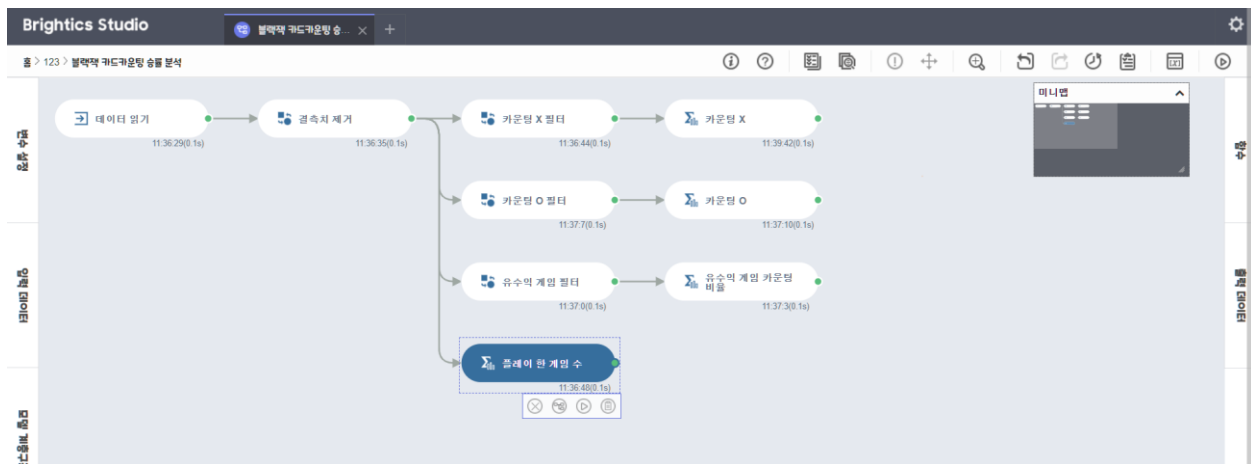 Brightics Studio
블랙잭 카드카운팅 승... × +
홈 > 123 > 블랙잭 카드카운팅 승률 분석
미니맵
변수 설정
입력 데이터
모델 계층구
함수
출력 데이터
데이터 읽기
11:36:29(0.1s)
결측치 제거
11:36:35(0.1s)
카운팅 X 필터
11:36:44(0.1s)
카운팅 X
11:39:42(0.1s)
카운팅 O 필터
11:37:7(0.1s)
카운팅 O
11:37:10(0.1s)
유수익 게임 필터
11:37:0(0.1s)
유수익 게임 카운팅
비율
11:37:3(0.1s)
플레이 한 게임 수
11:36:48(0.1s)